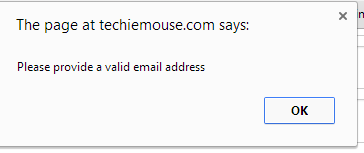 The page at techiemouse.com says:
Please provide a valid email address
OK